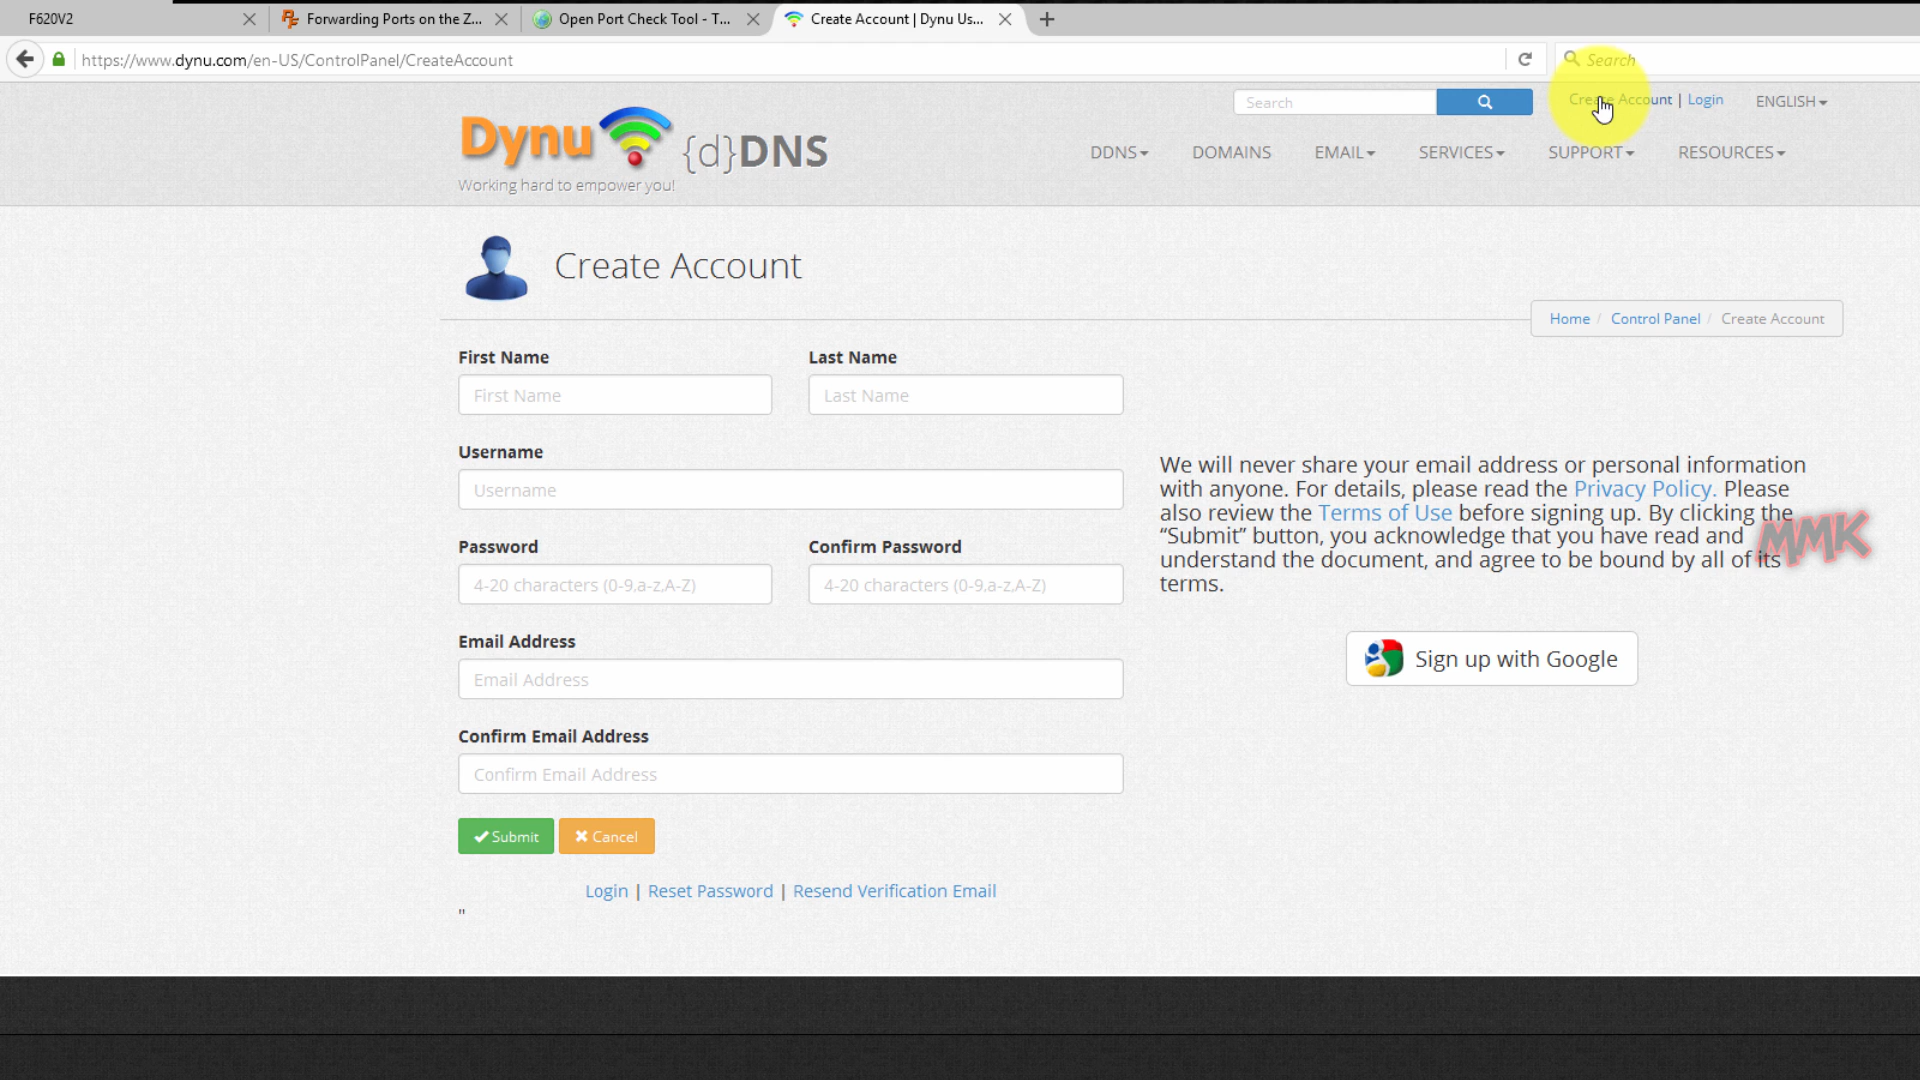 F620V2
Forwarding Ports on the Z...
Open Port Check Tool - T...
Create Account | Dynu Us...
https://www.dynu.com/en-US/ControlPanel/CreateAccount
Search
Search
Create Account | Login
ENGLISH
Dynu {d}DNS
Working hard to empower you!
DDNS DOMAINS EMAIL SERVICES SUPPORT RESOURCES
Create Account
Home / Control Panel / Create Account
First Name Last Name
First Name Last Name
Username
Username
Password Confirm Password
4-20 characters (0-9,a-z,A-Z) 4-20 characters (0-9,a-z,A-Z)
Email Address
Email Address
Confirm Email Address
Confirm Email Address
Submit Cancel
Login | Reset Password | Resend Verification Email
"
We will never share your email address or personal information
with anyone. For details, please read the Privacy Policy. Please
also review the Terms of Use before signing up. By clicking the
“Submit” button, you acknowledge that you have read and
understand the document, and agree to be bound by all of its
terms.
MMK
Sign up with Google